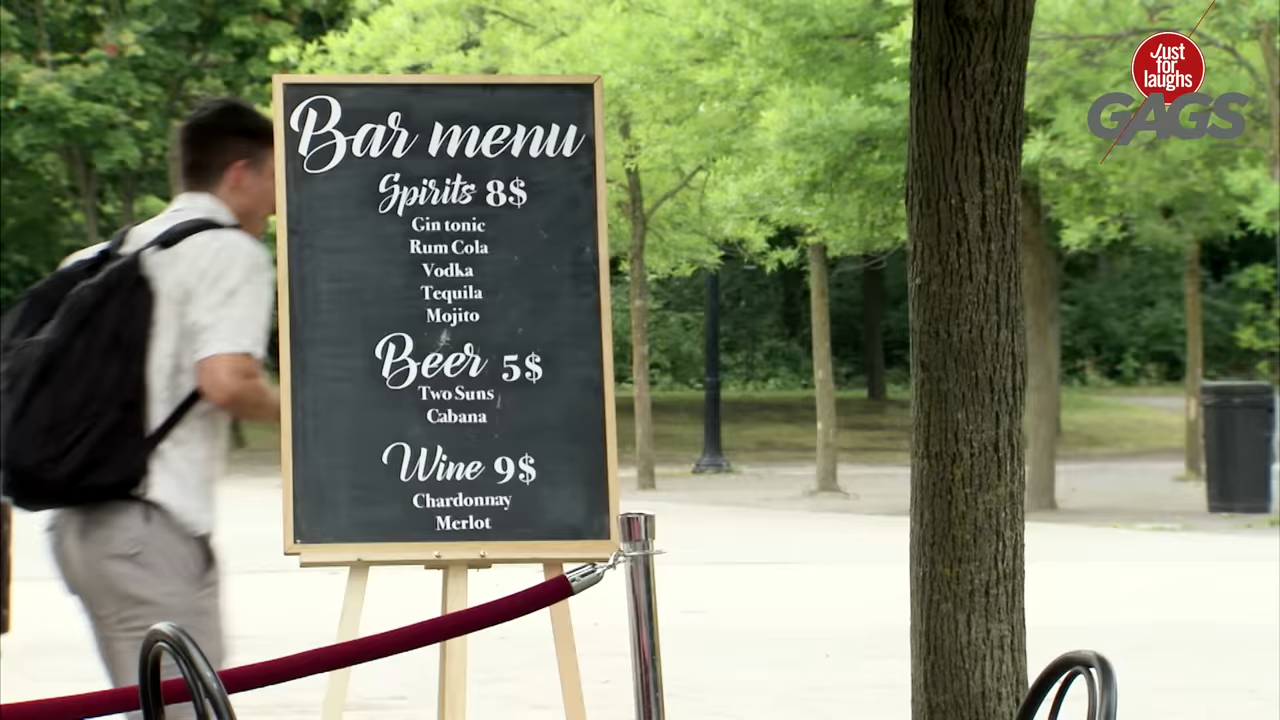 Just
for
laughs
GAGS
Bar menu
Spirits 8$
Gin tonic
Rum Cola
Vodka
Tequila
Mojito
Beer 5$
Two Suns
Cabana
Wine 9$
Chardonnay
Merlot